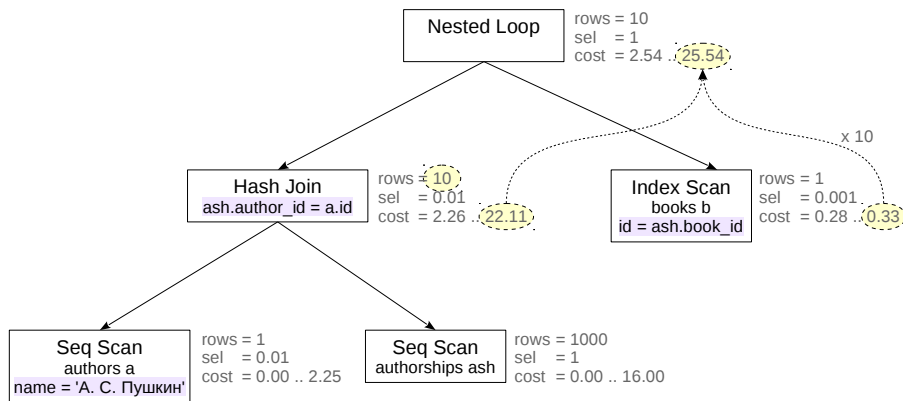 Nested Loop
rows = 10
sel = 1
cost = 2.54 .. 25.54
x 10
Hash Join
ash.author_id = a.id
rows = 10
sel = 0.01
cost = 2.26 .. 22.11
Index Scan
books b
id = ash.book_id
rows = 1
sel = 0.001
cost = 0.28 .. 0.33
Seq Scan
authors a
name = 'А. С. Пушкин'
rows = 1
sel = 0.01
cost = 0.00 .. 2.25
Seq Scan
authorships ash
rows = 1000
sel = 1
cost = 0.00 .. 16.00